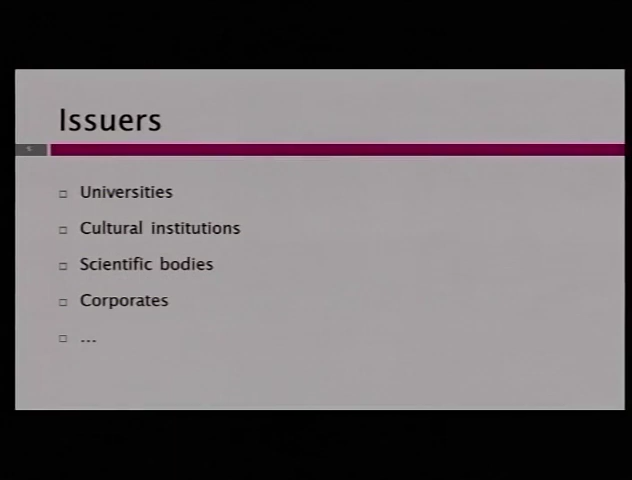 Issuers
Universities
Cultural institutions
Scientific bodies
Corporates
...